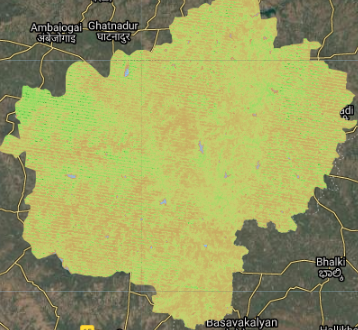 Ambajogai
अंबेजोगाई
Ghatnadur
घाटनादुर
Bhalki
ಭಾಲ್ಕಿ
Basavakalyan